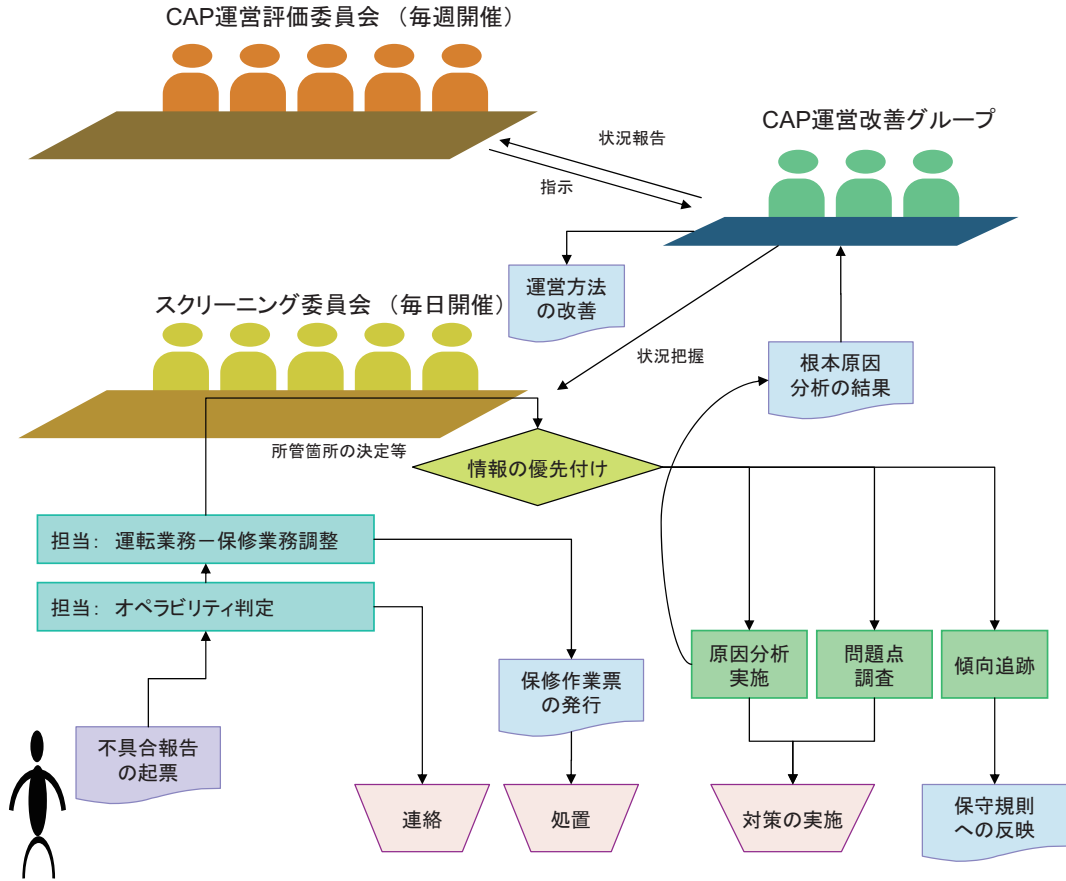 CAP運営評価委員会 （毎週開催）
CAP運営改善グループ
状況報告
指示
運営方法
の改善
スクリーニング委員会 （毎日開催）
状況把握
根本原因
分析の結果
所管箇所の決定等
情報の優先付け
担当： 運転業務－保修業務調整
担当： オペラビリティ判定
原因分析
実施
問題点
調査
傾向追跡
保修作業票
の発行
不具合報告
の起票
連絡
処置
対策の実施
保守規則
への反映